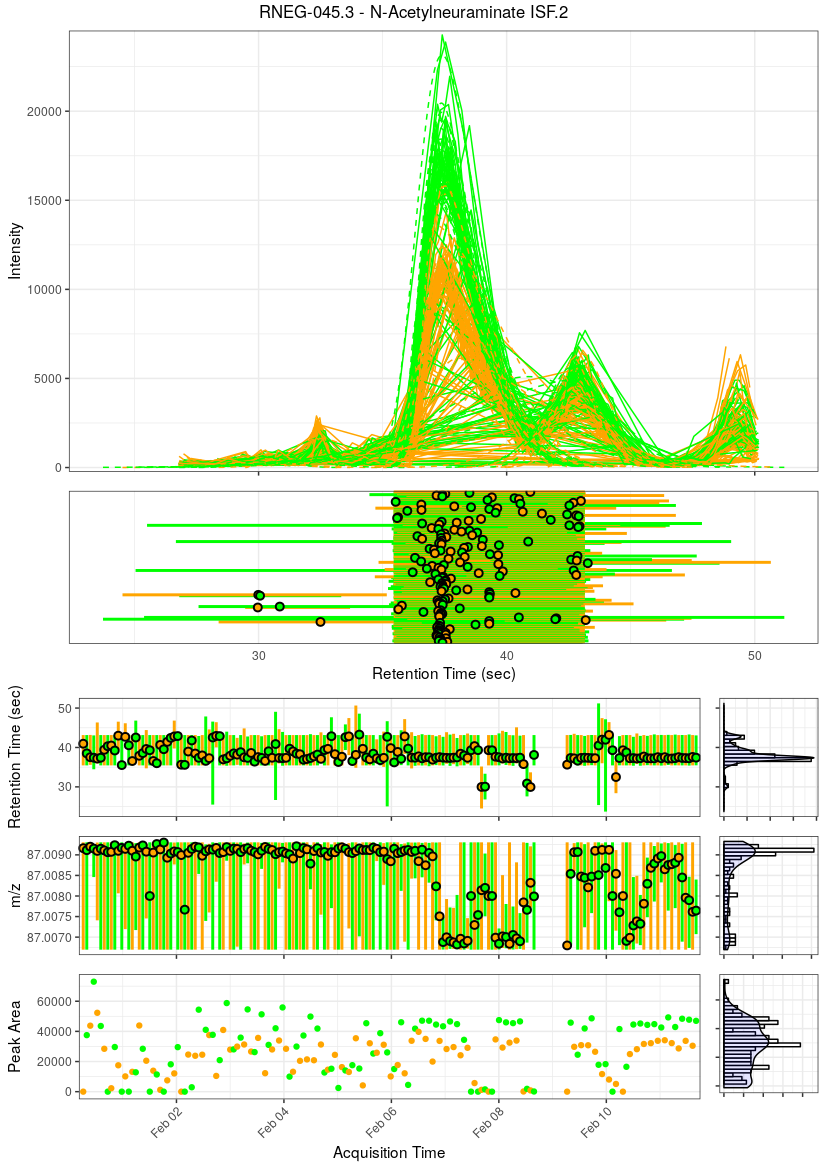 RNEG-045.3 - N-Acetylneuraminate ISF.2
Intensity
20000
15000
10000
5000
0
30
40
50
Retention Time (sec)
Retention Time (sec)
50
40
30
m/z
87.0090
87.0085
87.0080
87.0075
87.0070
Peak Area
60000
40000
20000
0
Feb 02
Feb 04
Feb 06
Feb 08
Feb 10
Acquisition Time